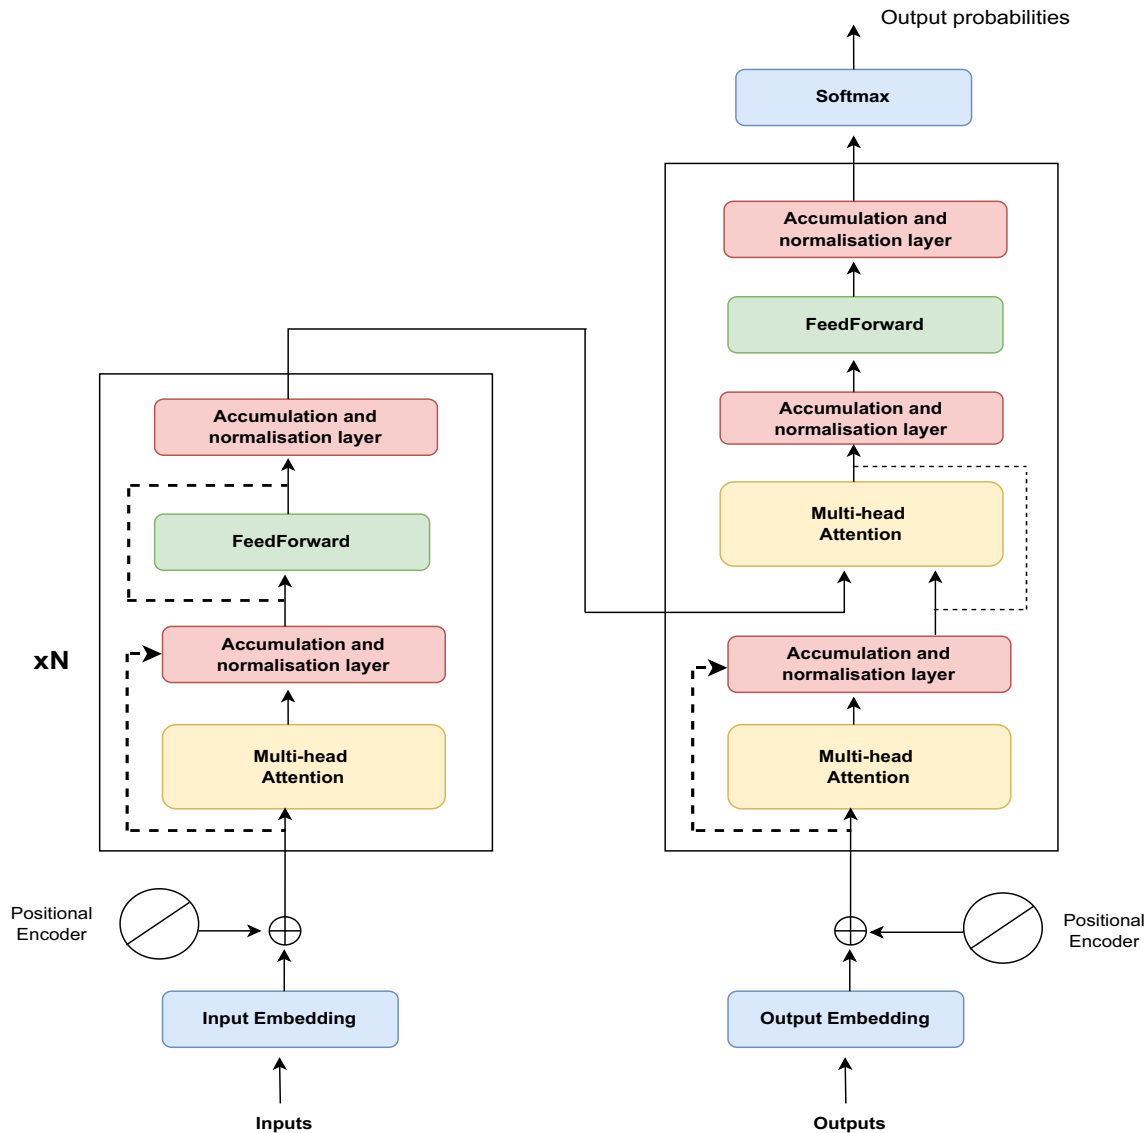 Output probabilities
Softmax
Accumulation and
normalisation layer
FeedForward
Accumulation and
normalisation layer
Multi-head
Attention
Accumulation and
normalisation layer
Multi-head
Attention
Positional
Encoder
Output Embedding
Outputs
Accumulation and
normalisation layer
FeedForward
xN
Accumulation and
normalisation layer
Multi-head
Attention
Positional
Encoder
Input Embedding
Inputs